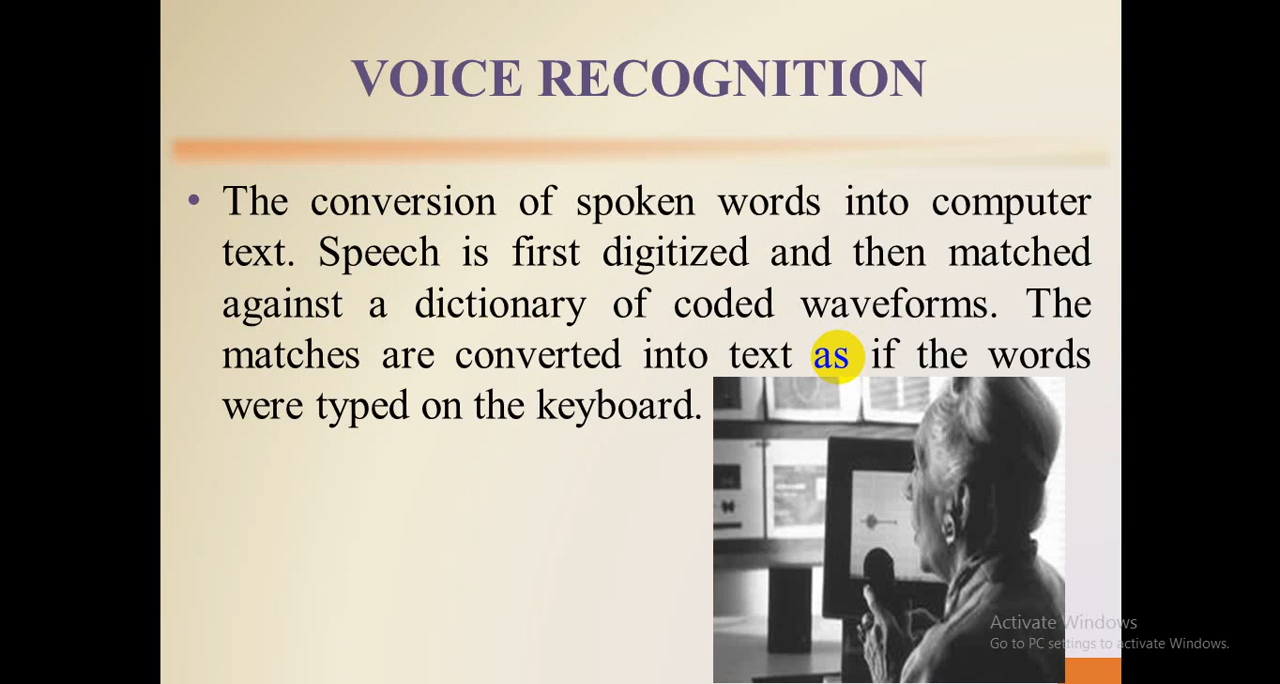 VOICE RECOGNITION
• The conversion of spoken words into computer
text. Speech is first digitized and then matched
against a dictionary of coded waveforms. The
matches are converted into text as if the words
were typed on the keyboard.
Activate Windows
Go to PC settings to activate Windows.